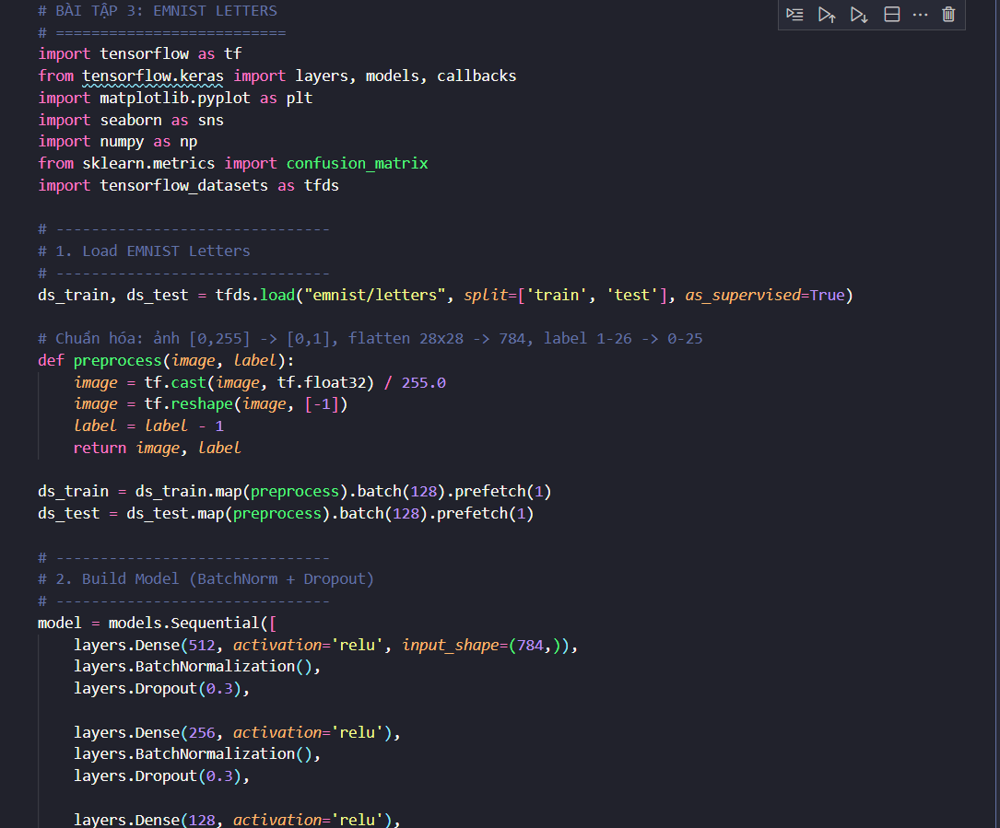 # BÀI TẬP 3: EMNIST LETTERS
# ==========================
import tensorflow as tf
from tensorflow.keras import layers, models, callbacks
import matplotlib.pyplot as plt
import seaborn as sns
import numpy as np
from sklearn.metrics import confusion_matrix
import tensorflow_datasets as tfds

# -------------------------------
# 1. Load EMNIST Letters
# -------------------------------
ds_train, ds_test = tfds.load("emnist/letters", split=['train', 'test'], as_supervised=True)

# Chuẩn hóa: ảnh [0,255] -> [0,1], flatten 28x28 -> 784, label 1-26 -> 0-25
def preprocess(image, label):
    image = tf.cast(image, tf.float32) / 255.0
    image = tf.reshape(image, [-1])
    label = label - 1
    return image, label

ds_train = ds_train.map(preprocess).batch(128).prefetch(1)
ds_test = ds_test.map(preprocess).batch(128).prefetch(1)

# -------------------------------
# 2. Build Model (BatchNorm + Dropout)
# -------------------------------
model = models.Sequential([
    layers.Dense(512, activation='relu', input_shape=(784,)),
    layers.BatchNormalization(),
    layers.Dropout(0.3),

    layers.Dense(256, activation='relu'),
    layers.BatchNormalization(),
    layers.Dropout(0.3),

    layers.Dense(128, activation='relu'),